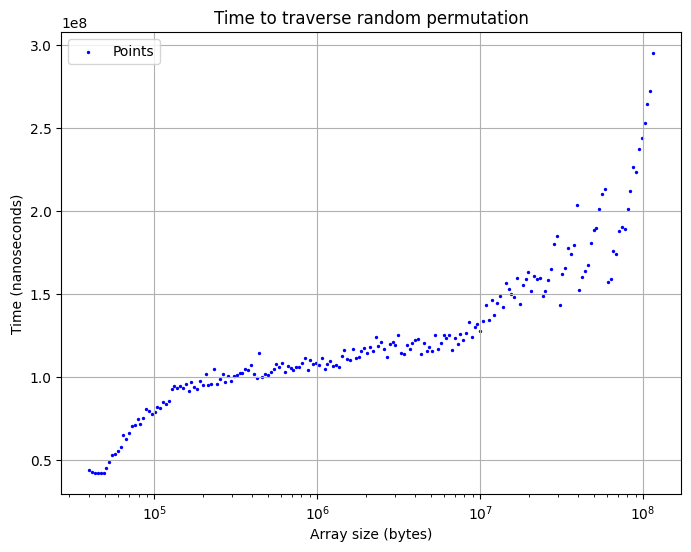 Time to traverse random permutation
1e8
3.0
2.5
2.0
1.5
1.0
0.5
Points
Time (nanoseconds)
10^5
10^6
10^7
10^8
Array size (bytes)